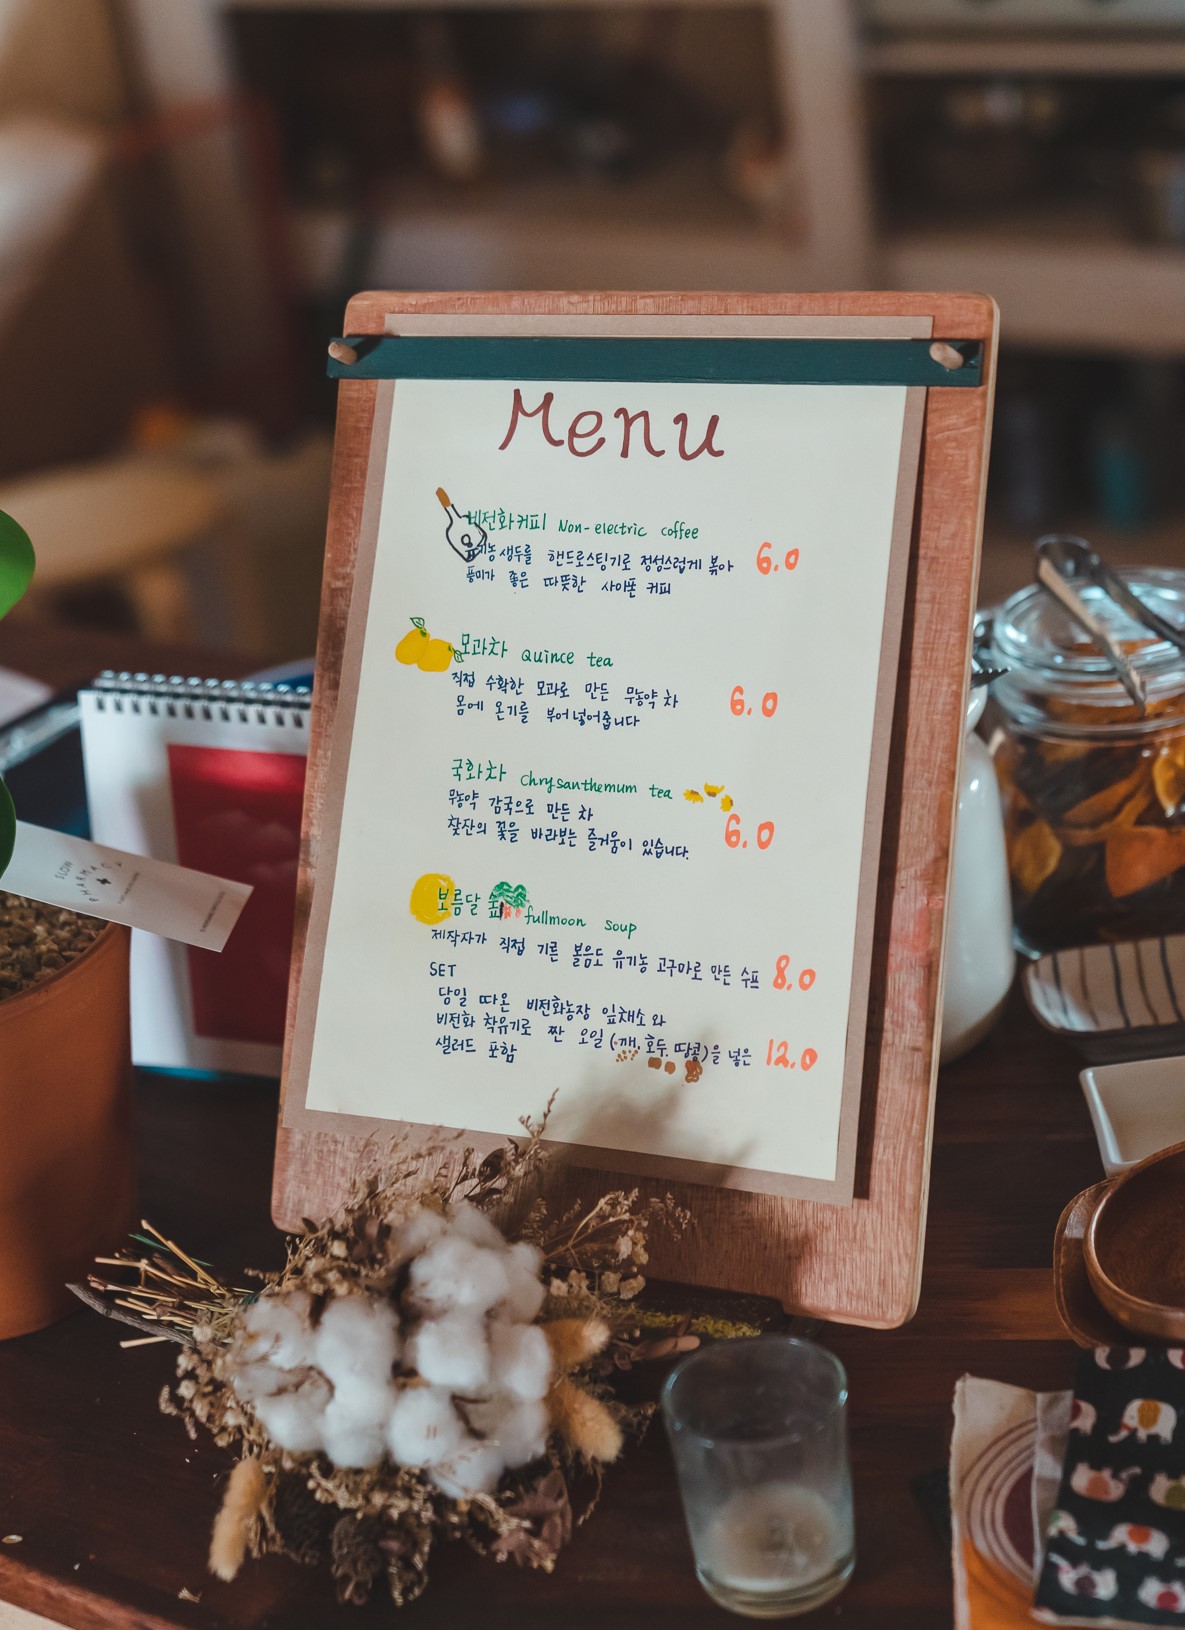 Menu
비전화커피 Non-electric coffee
유기농 생두를 핸드로스팅기로 정성스럽게 볶아 6.0
풍미가 좋은 따뜻한 사이폰 커피
모과차 Quince tea
직접 수확한 모과로 만든 무농약 차 6.0
몸에 온기를 부어 넣어줍니다
국화차 Chrysanthemum tea
무농약 감국으로 만든 차
찻잔의 꽃을 바라보는 즐거움이 있습니다. 6.0
보름달 숲 fullmoon soup
제작자가 직접 기른 볼음도 유기농 고구마로 만든 수프 8.0
SET
당일 따온 비전화농장 잎채소와
비전화 착유기로 짠 오일 (깨, 호두, 땅콩)을 넣은 12.0
샐러드 포함
SLOW
PHARMACY